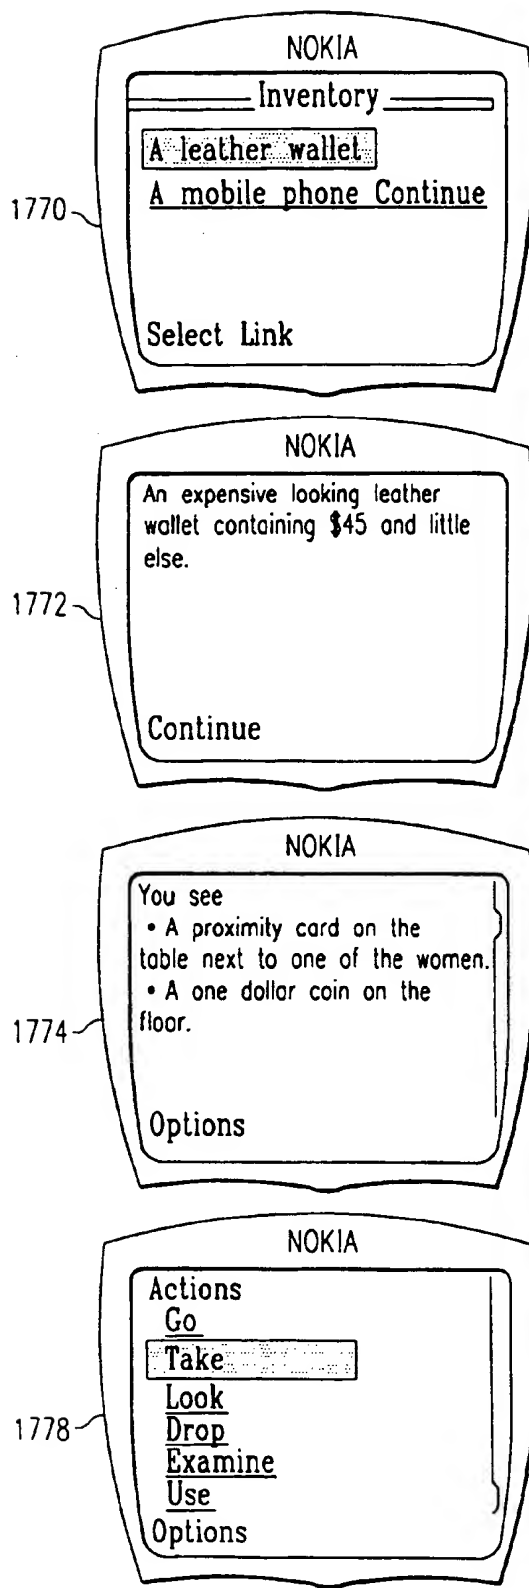 NOKIA
Inventory
A leather wallet
A mobile phone Continue
1770
Select Link
NOKIA
An expensive looking leather
wallet containing $45 and little
else.
1772
Continue
NOKIA
You see
• A proximity card on the
table next to one of the women.
• A one dollar coin on the
floor.
1774
Options
NOKIA
Actions
Go
Take
Look
Drop
Examine
Use
1778
Options